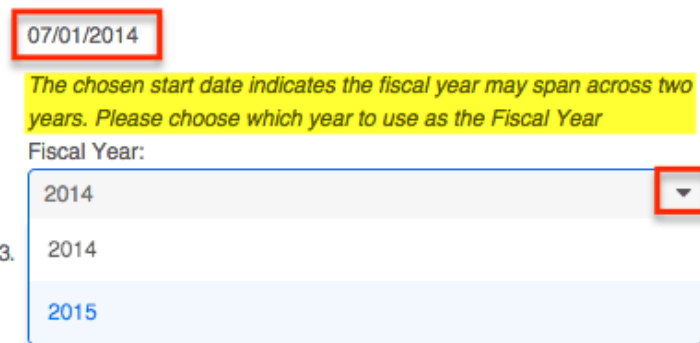 07/01/2014
The chosen start date indicates the fiscal year may span across two
years. Please choose which year to use as the Fiscal Year
Fiscal Year:
2014
3.
2014
2015